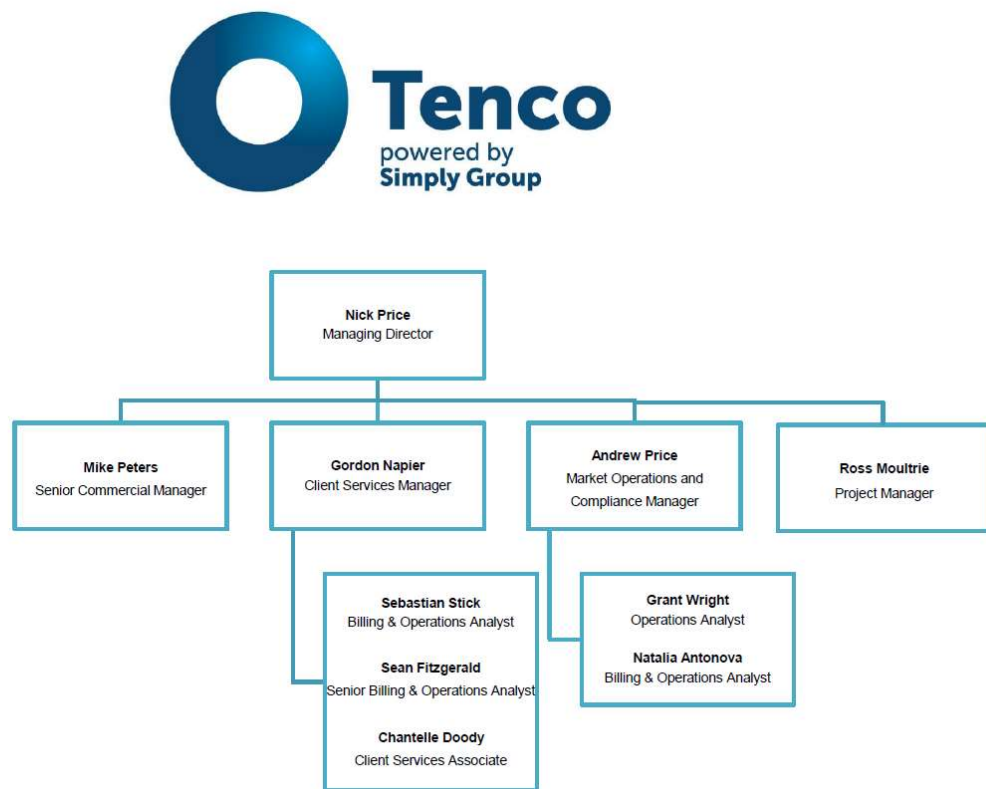 Tenco
powered by
Simply Group
Nick Price
Managing Director
Mike Peters
Senior Commercial Manager
Gordon Napier
Client Services Manager
Andrew Price
Market Operations and
Compliance Manager
Ross Moultrie
Project Manager
Sebastian Stick
Billing & Operations Analyst
Sean Fitzgerald
Senior Billing & Operations Analyst
Chantelle Doody
Client Services Associate
Grant Wright
Operations Analyst
Natalia Antonova
Billing & Operations Analyst